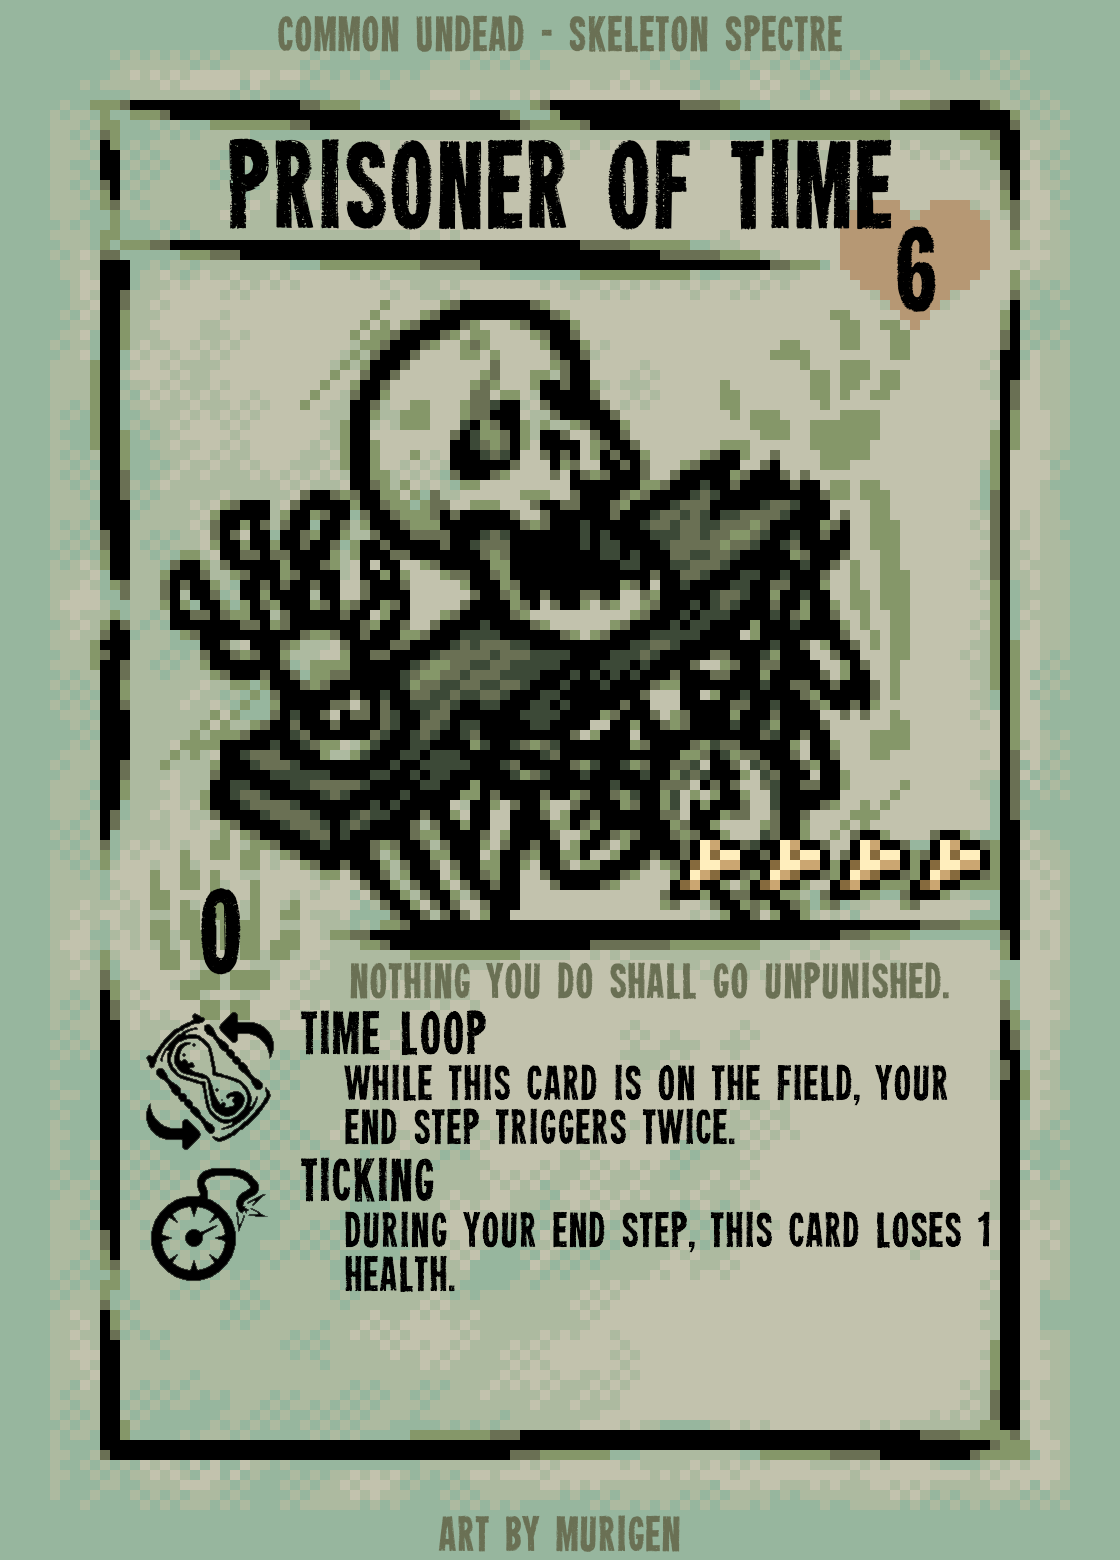 COMMON UNDEAD - SKELETON SPECTRE
PRISONER OF TIME
6
0
NOTHING YOU DO SHALL GO UNPUNISHED.
TIME LOOP
WHILE THIS CARD IS ON THE FIELD, YOUR
END STEP TRIGGERS TWICE.
TICKING
DURING YOUR END STEP, THIS CARD LOSES 1
HEALTH.
ART BY MURIGEN